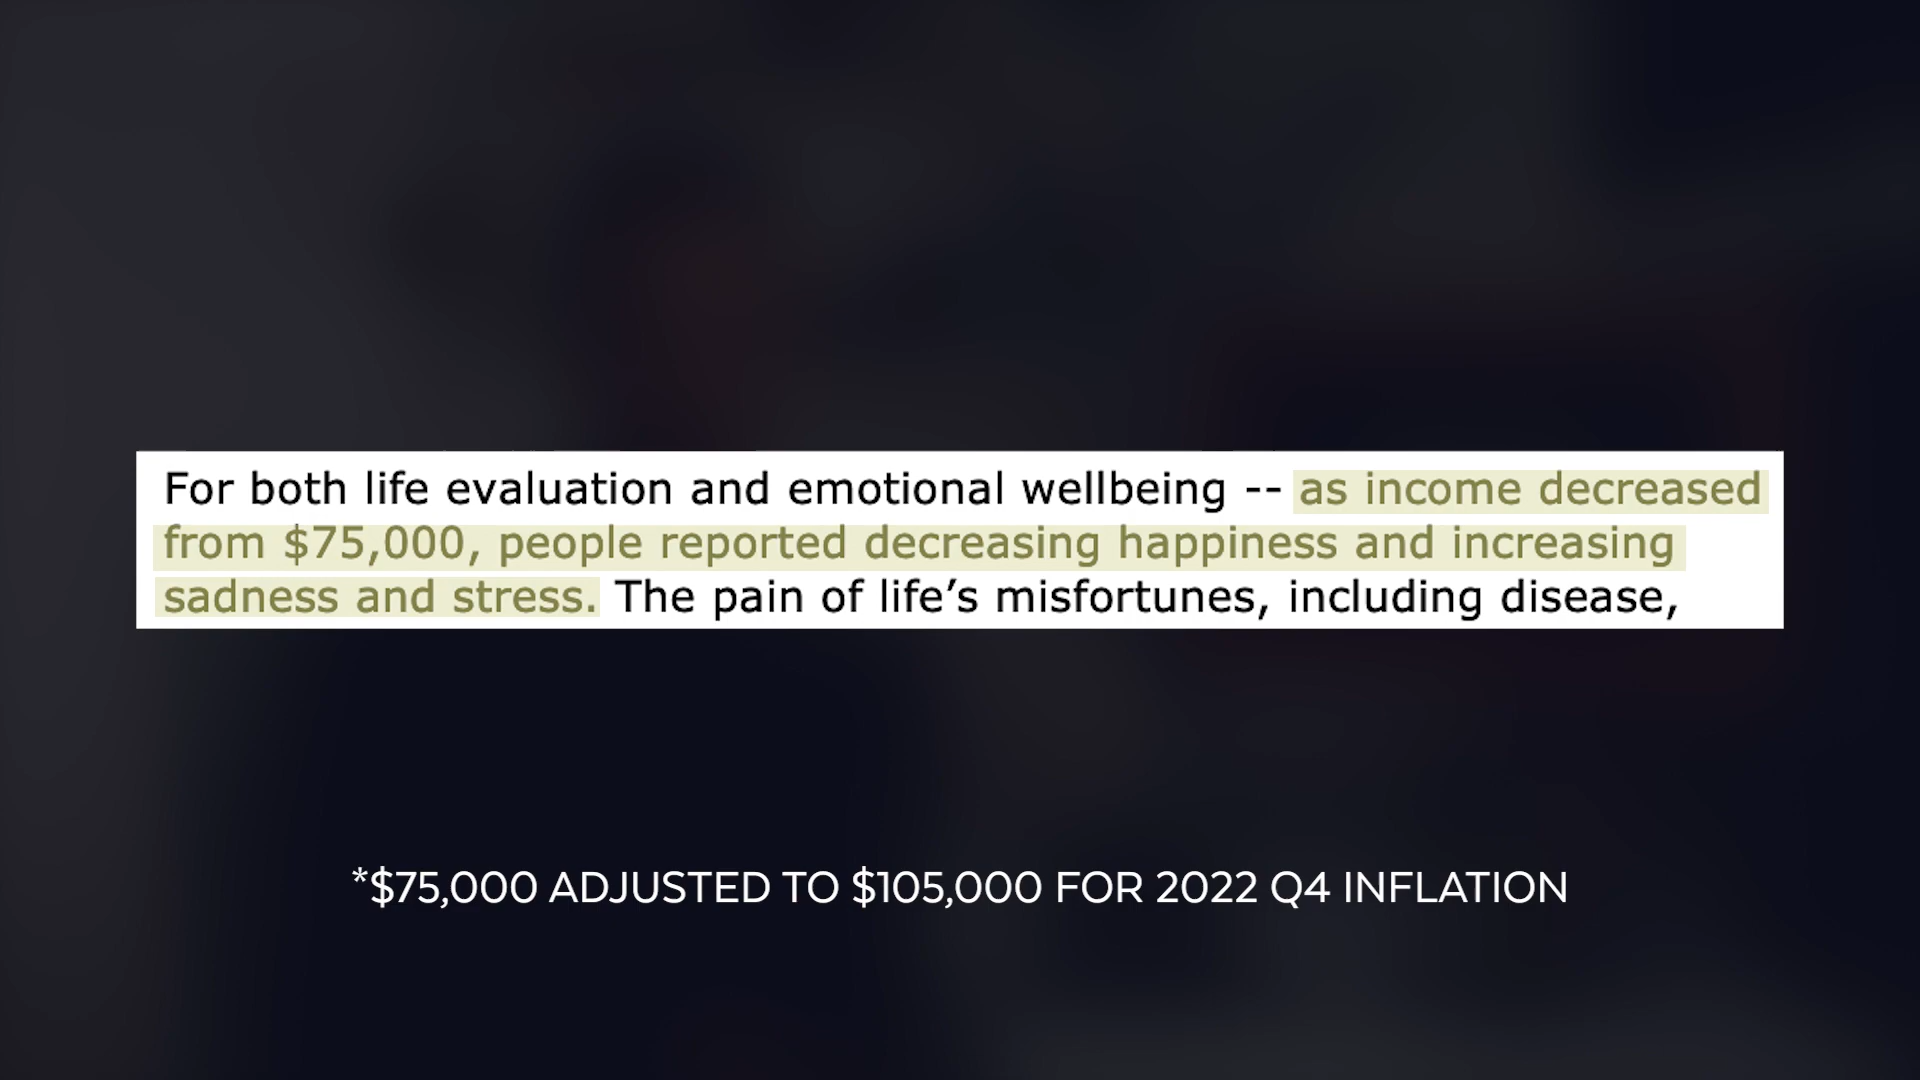 For both life evaluation and emotional wellbeing -- as income decreased
from $75,000, people reported decreasing happiness and increasing
sadness and stress. The pain of life’s misfortunes, including disease,
*$75,000 ADJUSTED TO $105,000 FOR 2022 Q4 INFLATION